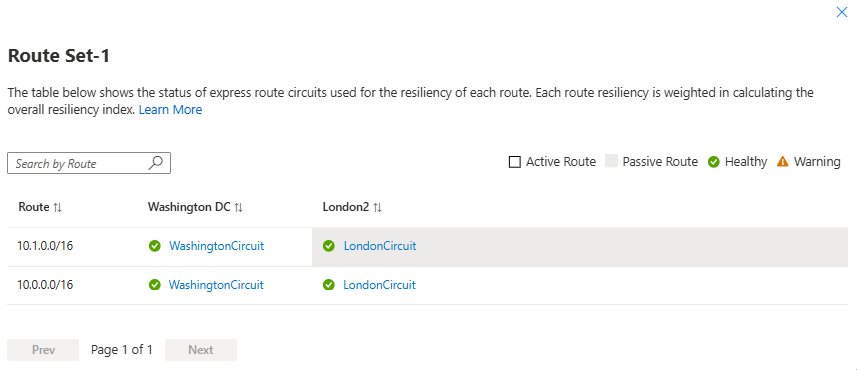 Route Set-1
The table below shows the status of express route circuits used for the resiliency of each route. Each route resiliency is weighted in calculating the
overall resiliency index. Learn More
Search by Route
Active Route Passive Route Healthy Warning
Route Washington DC London2
10.1.0.0/16 WashingtonCircuit LondonCircuit
10.0.0.0/16 WashingtonCircuit LondonCircuit
Prev Page 1 of 1 Next